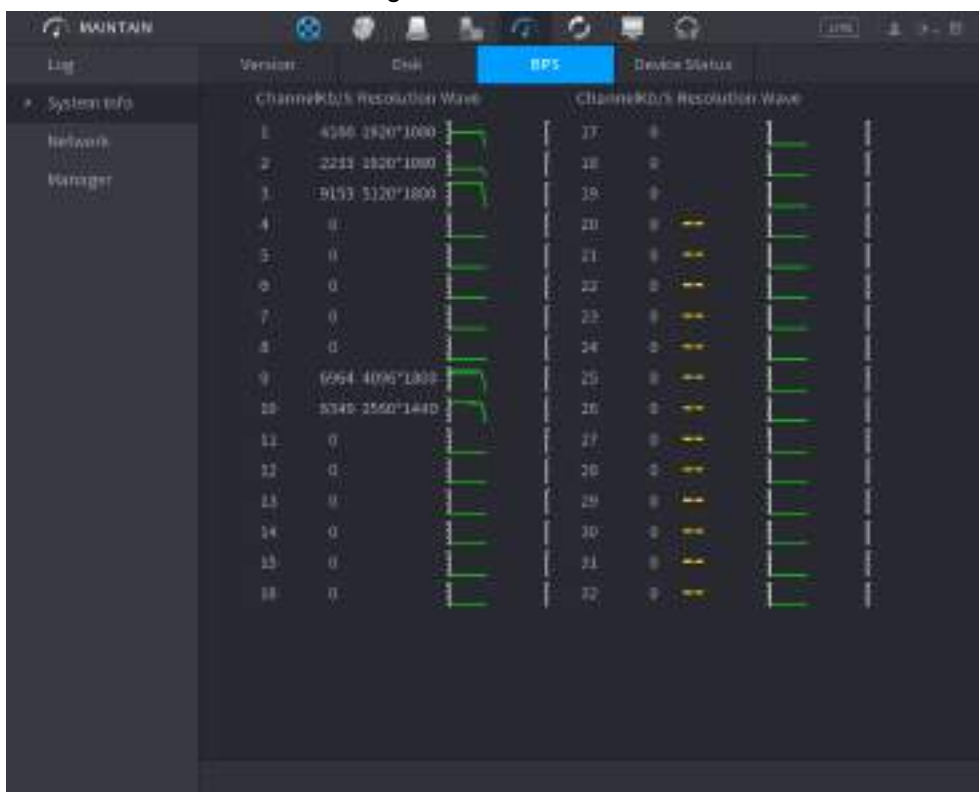 MAINTAIN LIVE
Log Version Disk BPS Device Status
System Info
Network
Manager
Channel Kb/S Resolution Wave Channel Kb/S Resolution Wave
1 1920*1080 17 0
2 2233 1920*1080 18 0
3 9153 5120*1800 19 0
4 0 20 0 --
5 0 21 0 --
6 0 22 0 --
7 0 23 0 --
8 0 24 0 --
9 6964 4096*1800 25 0 --
10 2560*1440 26 0 --
11 0 27 0 --
12 0 28 0 --
13 0 29 0 --
14 0 30 0 --
15 0 31 0 --
16 0 32 0 --